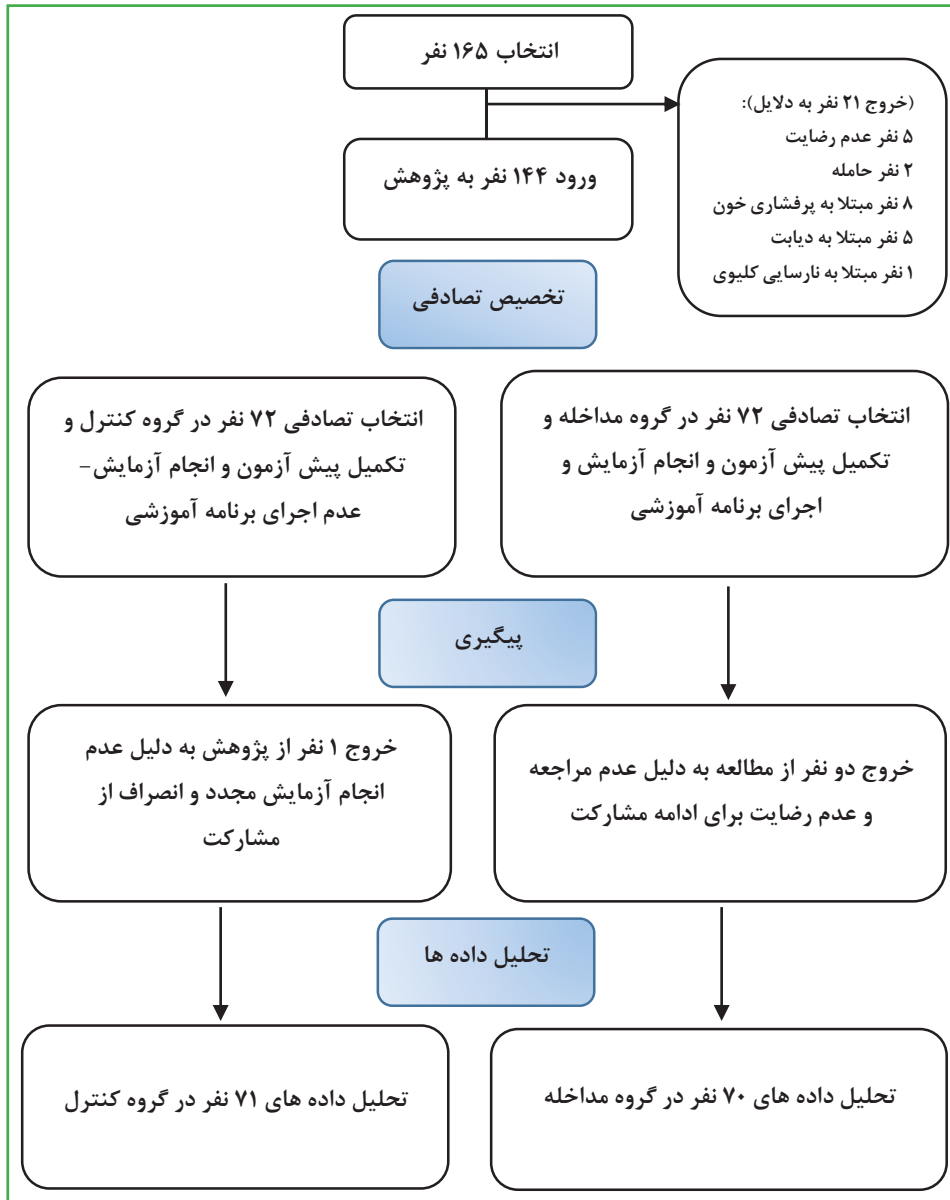 انتخاب ۱۶۵ نفر
(خروج ۲۱ نفر به دلایل):
۵ نفر عدم رضایت
۲ نفر حامله
۸ نفر مبتلا به پرفشاری خون
۵ نفر مبتلا به دیابت
۱ نفر مبتلا به نارسایی کلیوی
ورود ۱۴۴ نفر به پژوهش
تخصیص تصادفی
انتخاب تصادفی ۷۲ نفر در گروه مداخله و
تکمیل پیش آزمون و انجام آزمایش و
اجرای برنامه آموزشی
انتخاب تصادفی ۷۲ نفر در گروه کنترل و
تکمیل پیش آزمون و انجام آزمایش–
عدم اجرای برنامه آموزشی
پیگیری
خروج دو نفر از مطالعه به دلیل عدم مراجعه
و عدم رضایت برای ادامه مشارکت
خروج ۱ نفر از پژوهش به دلیل عدم
انجام آزمایش مجدد و انصراف از
مشارکت
تحلیل داده ها
تحلیل داده های ۷۰ نفر در گروه مداخله
تحلیل داده های ۷۱ نفر در گروه کنترل